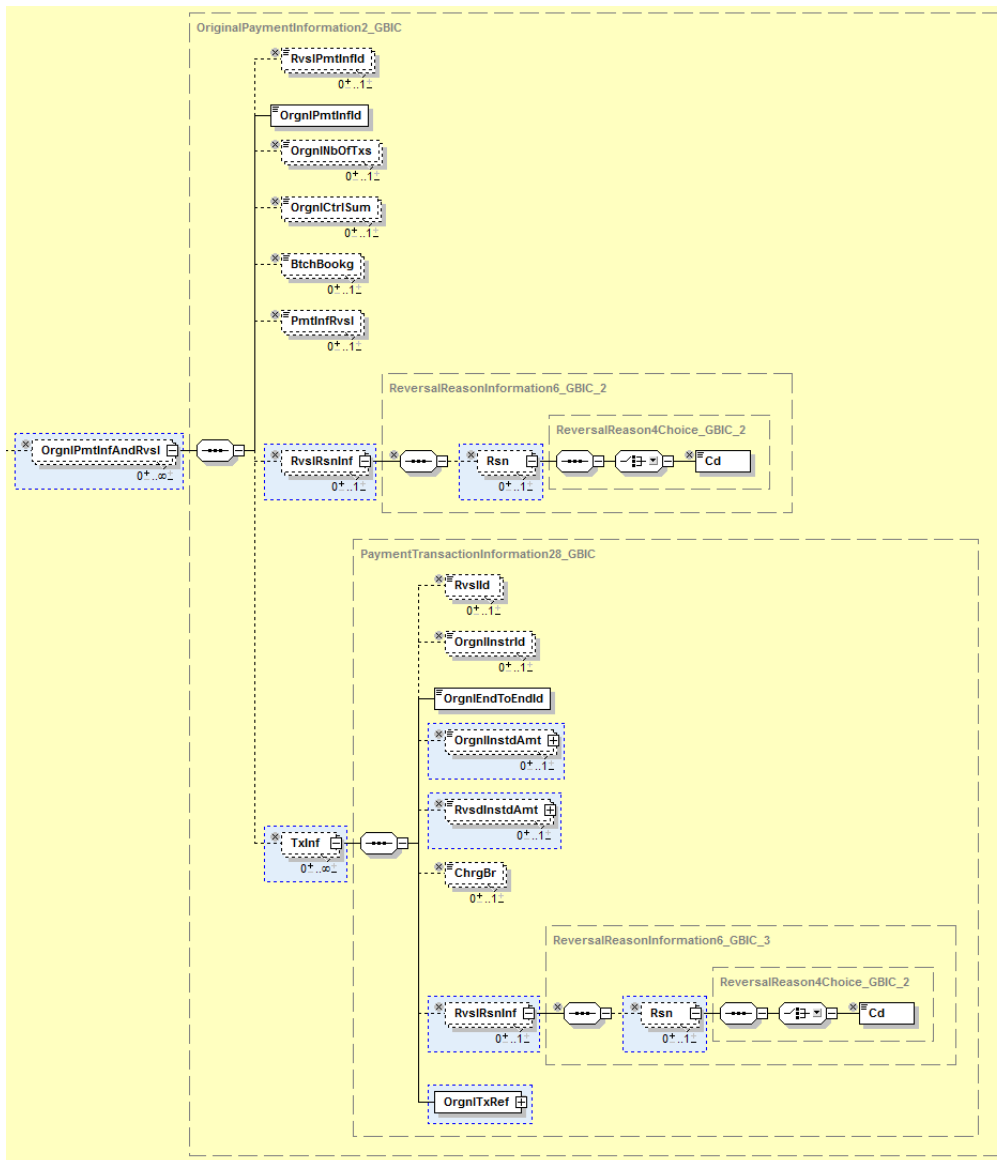 OriginalPaymentInformation2_GBIC
RvslPmtInfId
0+..1±
OrgnlPmtInfId
OrgnlNbOfTxs
0+..1±
OrgnlCtrlSum
0+..1±
BtchBookg
0+..1±
PmtInfRvsl
0+..1±
ReversalReasonInformation6_GBIC_2
ReversalReason4Choice_GBIC_2
OrgnlPmtInfAndRvsl
0+..∞±
RvslRsnInf
0+..1±
Rsn
0+..1±
Cd
PaymentTransactionInformation28_GBIC
RvslId
0+..1±
OrgnlInstrId
0+..1±
OrgnlEndToEndId
OrgnlInstdAmt
0+..1±
RvsdInstdAmt
0+..1±
TxInf
0+..∞±
ChrgBr
0+..1±
ReversalReasonInformation6_GBIC_3
ReversalReason4Choice_GBIC_2
RvslRsnInf
0+..1±
Rsn
0+..1±
Cd
OrgnlTxRef